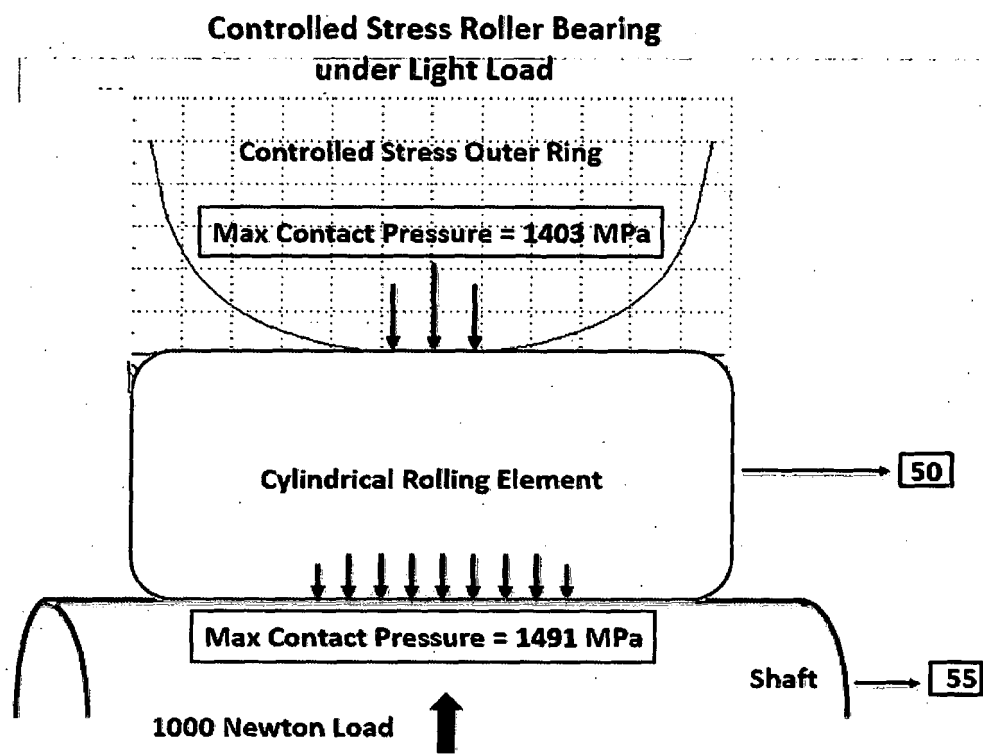 Controlled Stress Roller Bearing
under Light Load
Controlled Stress Outer Ring
Max Contact Pressure = 1403 MPa
50
Cylindrical Rolling Element
Max Contact Pressure = 1491 MPa
Shaft
55
1000 Newton Load